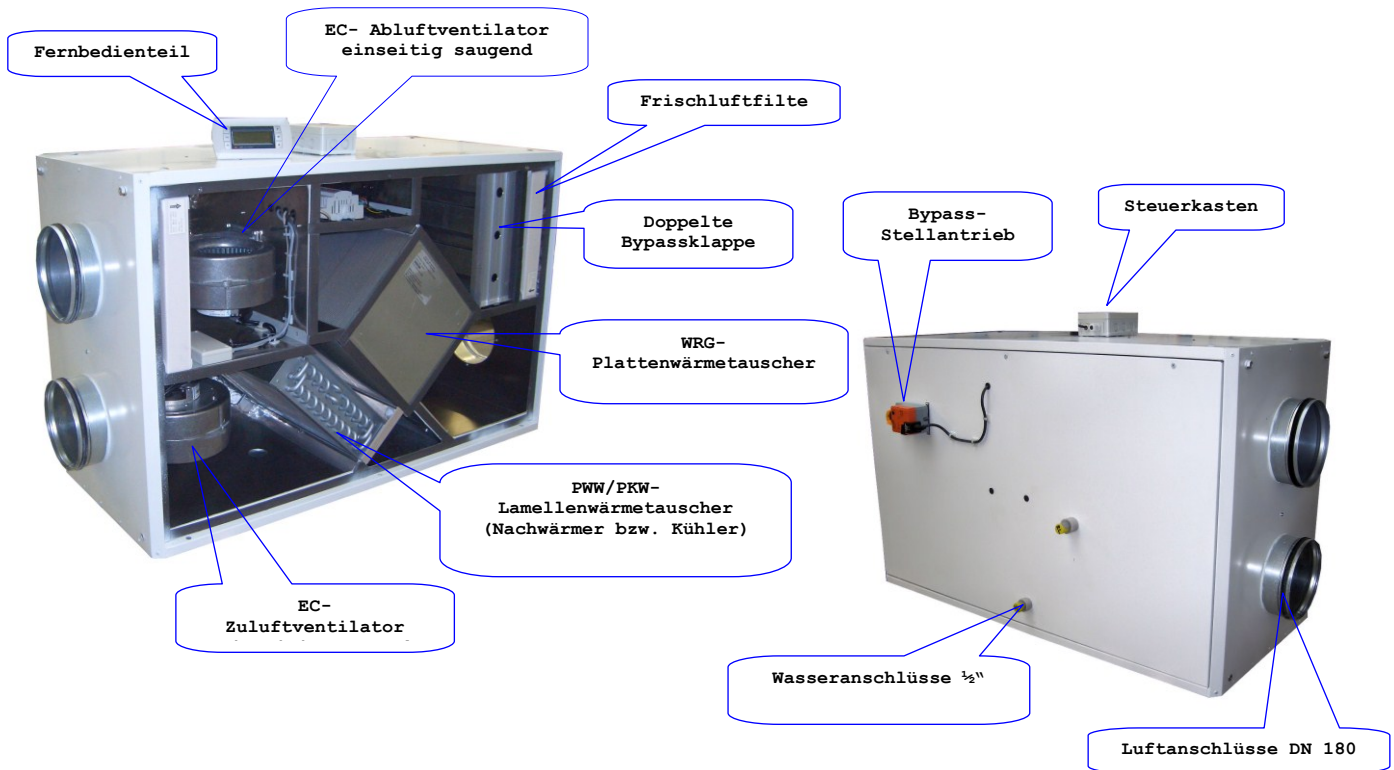 EC- Abluftventilator
einseitig saugend
Fernbedienteil
Frischluftfilte
Doppelte
Bypassklappe
Bypass-
Stellantrieb
Steuerkasten
WRG-
Plattenwärmetauscher
PWW/PKW-
Lamellenwärmetauscher
(Nachwärmer bzw. Kühler)
EC-
Zuluftventilator
Wasseranschlüsse ½"
Luftanschlüsse DN 180